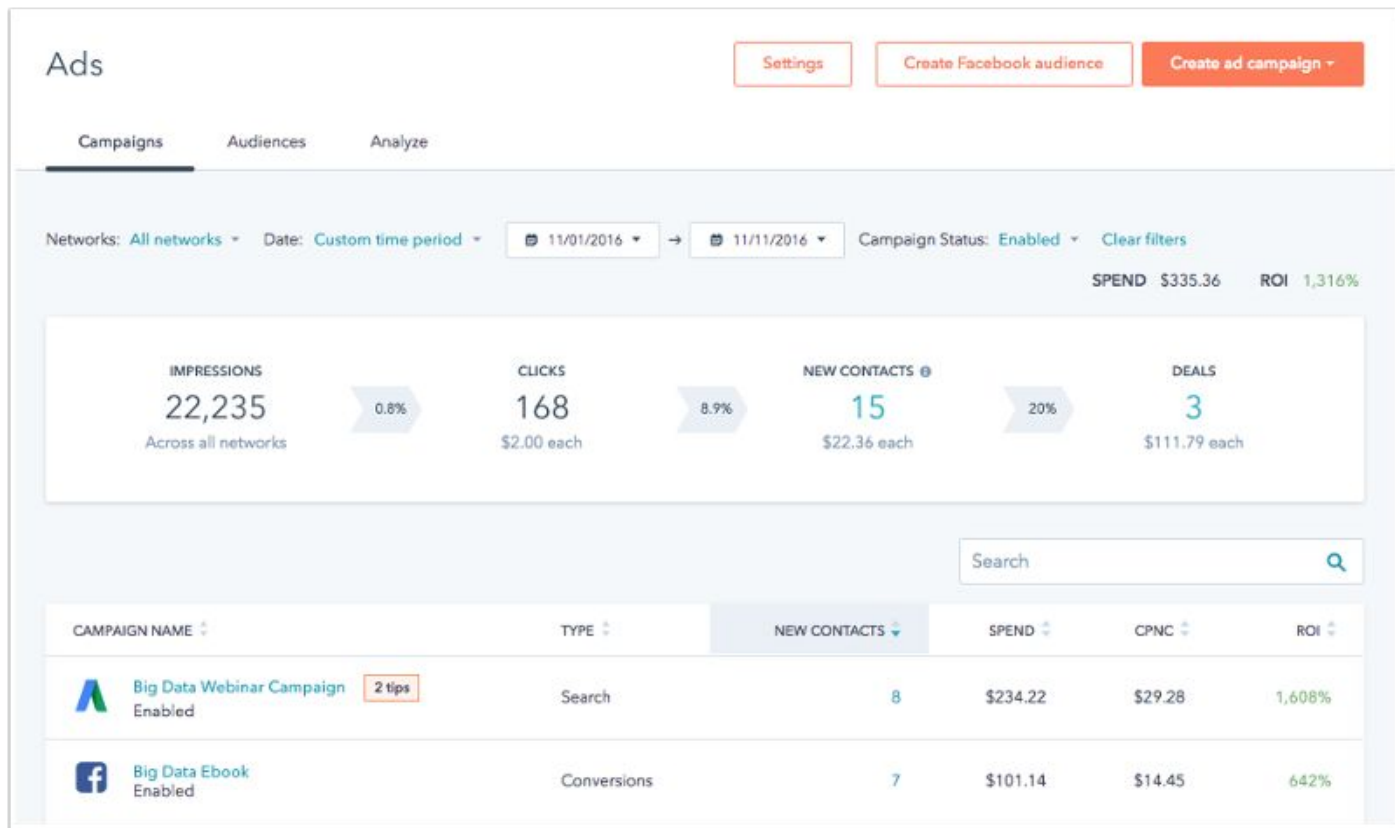 Ads
Settings
Create Facebook audience
Create ad campaign
Campaigns Audiences Analyze
Networks: All networks Date: Custom time period 11/01/2016 → 11/11/2016 Campaign Status: Enabled Clear filters
SPEND $335.36 ROI 1,316%
IMPRESSIONS CLICKS NEW CONTACTS DEALS
22,235 0.8% 168 8.9% 15 20% 3
Across all networks $2.00 each $22.36 each $111.79 each
Search
CAMPAIGN NAME TYPE NEW CONTACTS SPEND CPNC ROI
Big Data Webinar Campaign 2 tips Search 8 $234.22 $29.28 1,608%
Enabled
Big Data Ebook Conversions 7 $101.14 $14.45 642%
Enabled